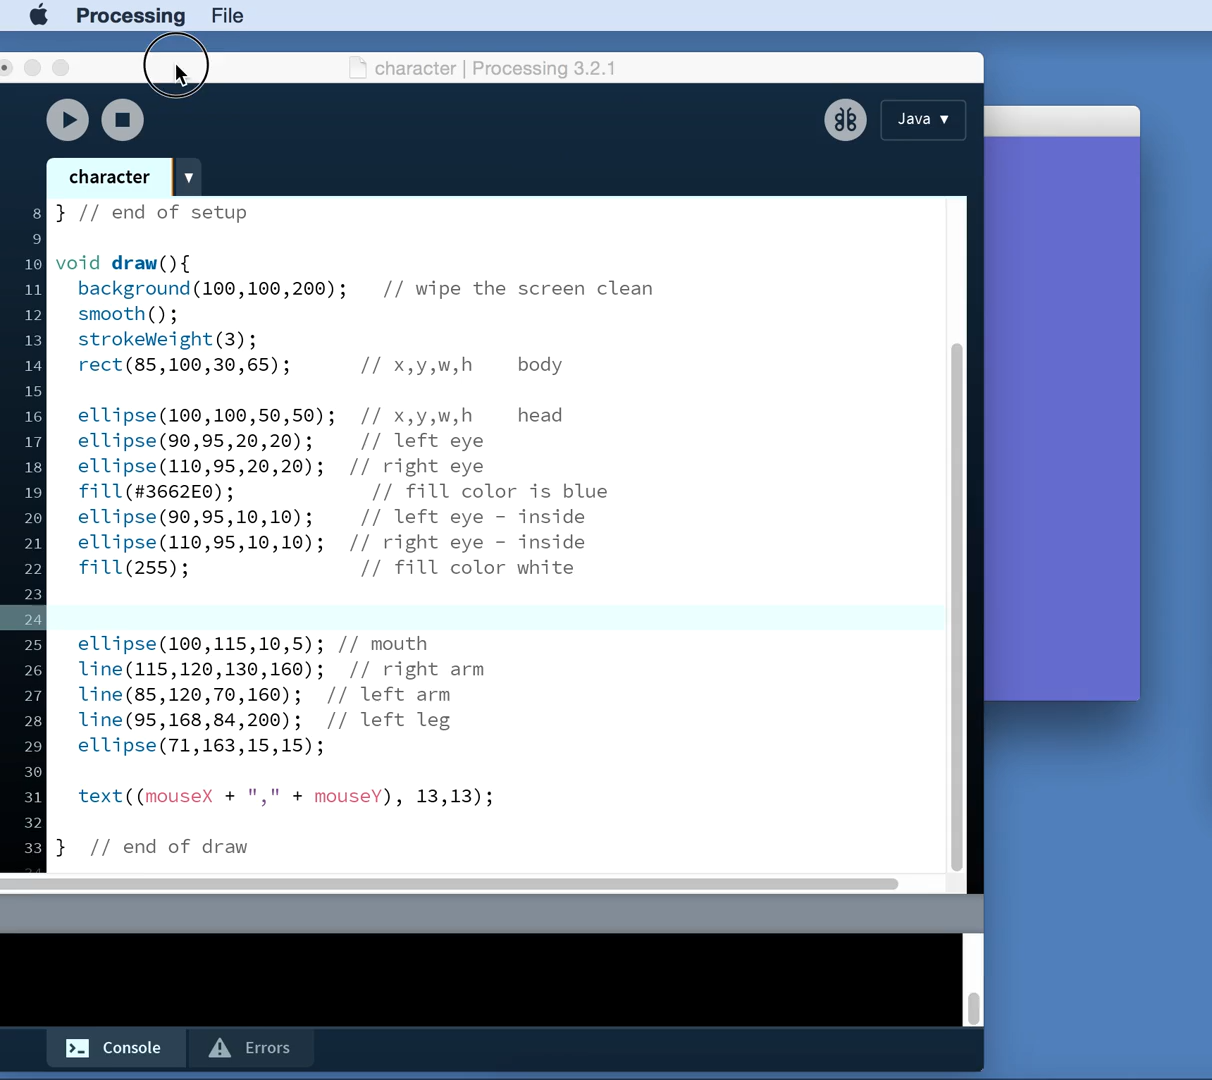 Processing File
character | Processing 3.2.1
Java ▼
character ▼
8 } // end of setup
9
10 void draw(){
11 background(100,100,200); // wipe the screen clean
12 smooth();
13 strokeWeight(3);
14 rect(85,100,30,65); // x,y,w,h body
15
16 ellipse(100,100,50,50); // x,y,w,h head
17 ellipse(90,95,20,20); // left eye
18 ellipse(110,95,20,20); // right eye
19 fill(#3662E0); // fill color is blue
20 ellipse(90,95,10,10); // left eye - inside
21 ellipse(110,95,10,10); // right eye - inside
22 fill(255); // fill color white
23
24
25 ellipse(100,115,10,5); // mouth
26 line(115,120,130,160); // right arm
27 line(85,120,70,160); // left arm
28 line(95,168,84,200); // left leg
29 ellipse(71,163,15,15);
30
31 text((mouseX + "," + mouseY), 13,13);
32
33 } // end of draw
Console Errors